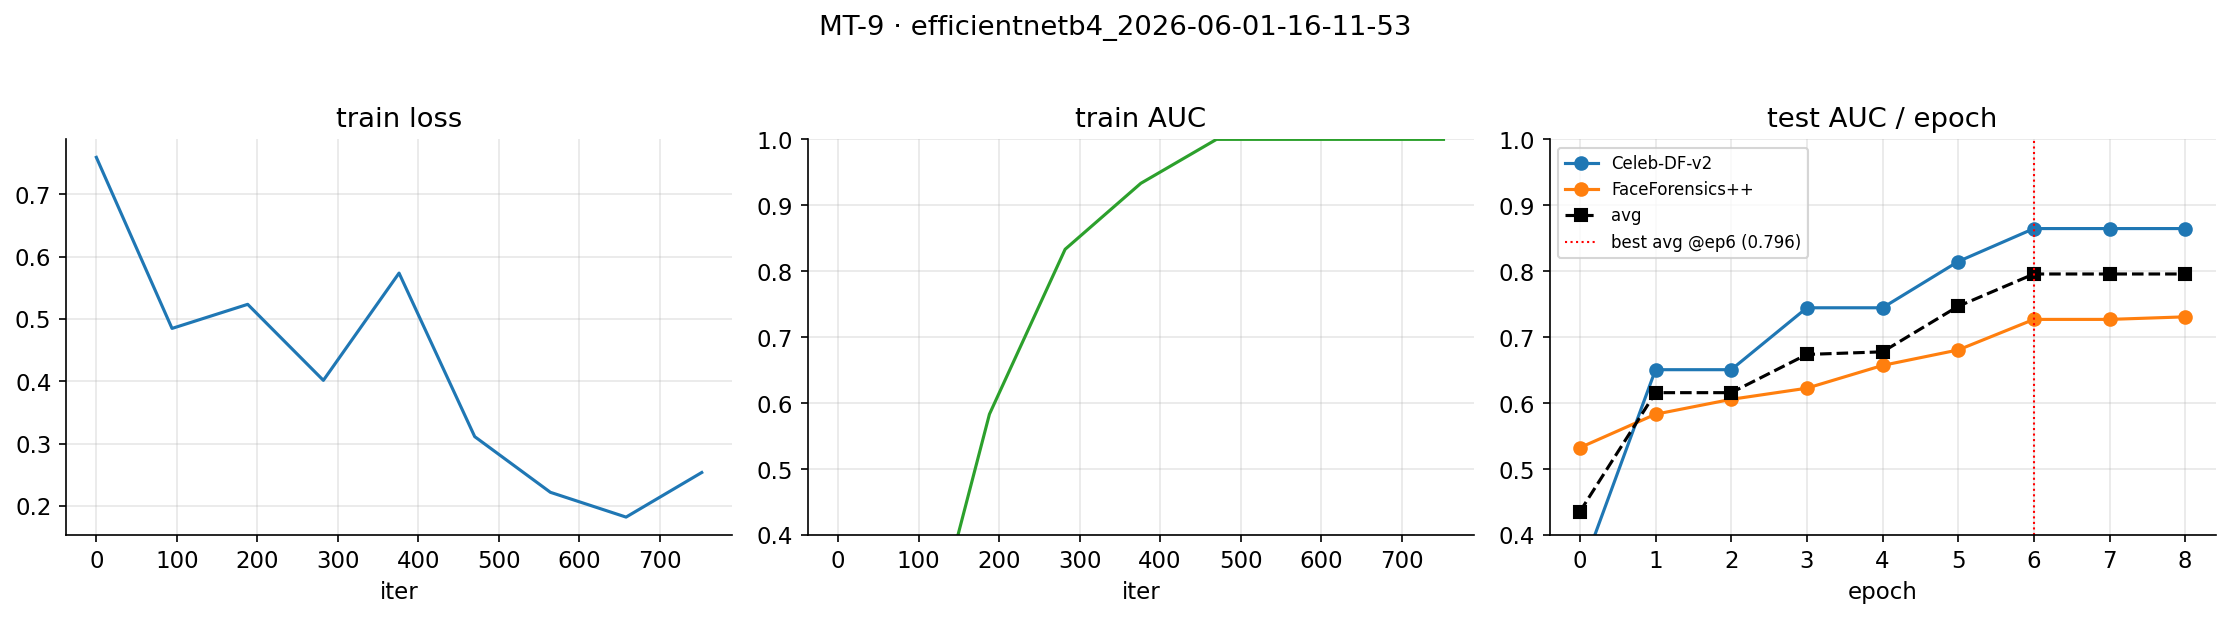 MT-9 · efficientnetb4_2026-06-01-16-11-53
train loss
0.7
0.6
0.5
0.4
0.3
0.2
0 100 200 300 400 500 600 700
iter
train AUC
1.0
0.9
0.8
0.7
0.6
0.5
0.4
0 100 200 300 400 500 600 700
iter
test AUC / epoch
1.0
0.9
0.8
0.7
0.6
0.5
0.4
Celeb-DF-v2
FaceForensics++
avg
best avg @ep6 (0.796)
0 1 2 3 4 5 6 7 8
epoch